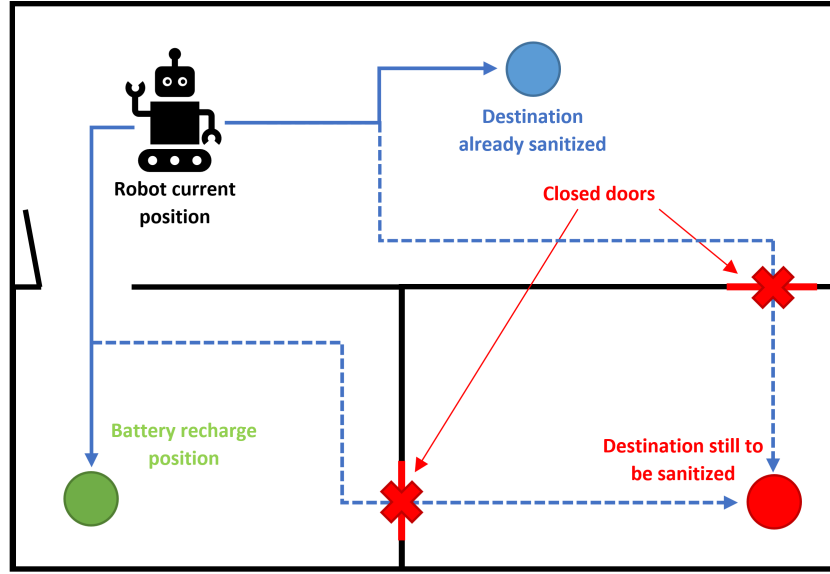 Destination
already sanitized
Robot current
position
Closed doors
Battery recharge
position
Destination still to
be sanitized